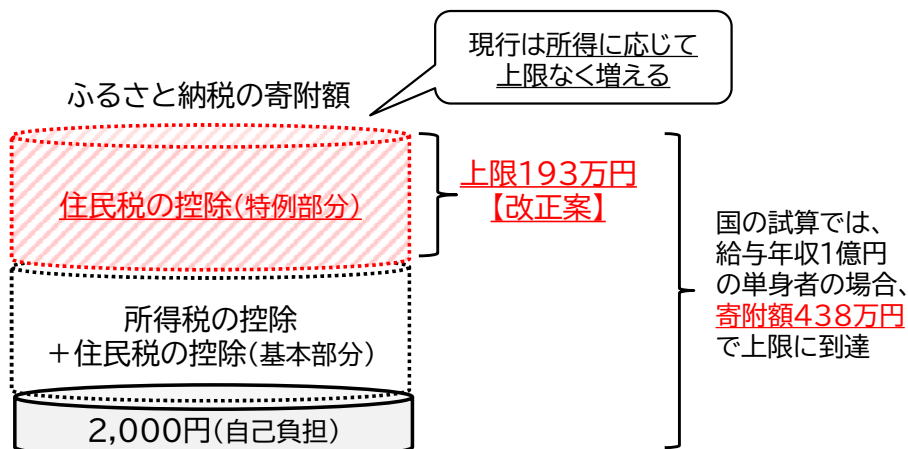 現行は所得に応じて
上限なく増える
ふるさと納税の寄附額
住民税の控除(特例部分)
上限193万円
【改正案】
所得税の控除
+住民税の控除(基本部分)
2,000円(自己負担)
国の試算では、
給与年収1億円
の単身者の場合、
寄附額438万円
で上限に到達